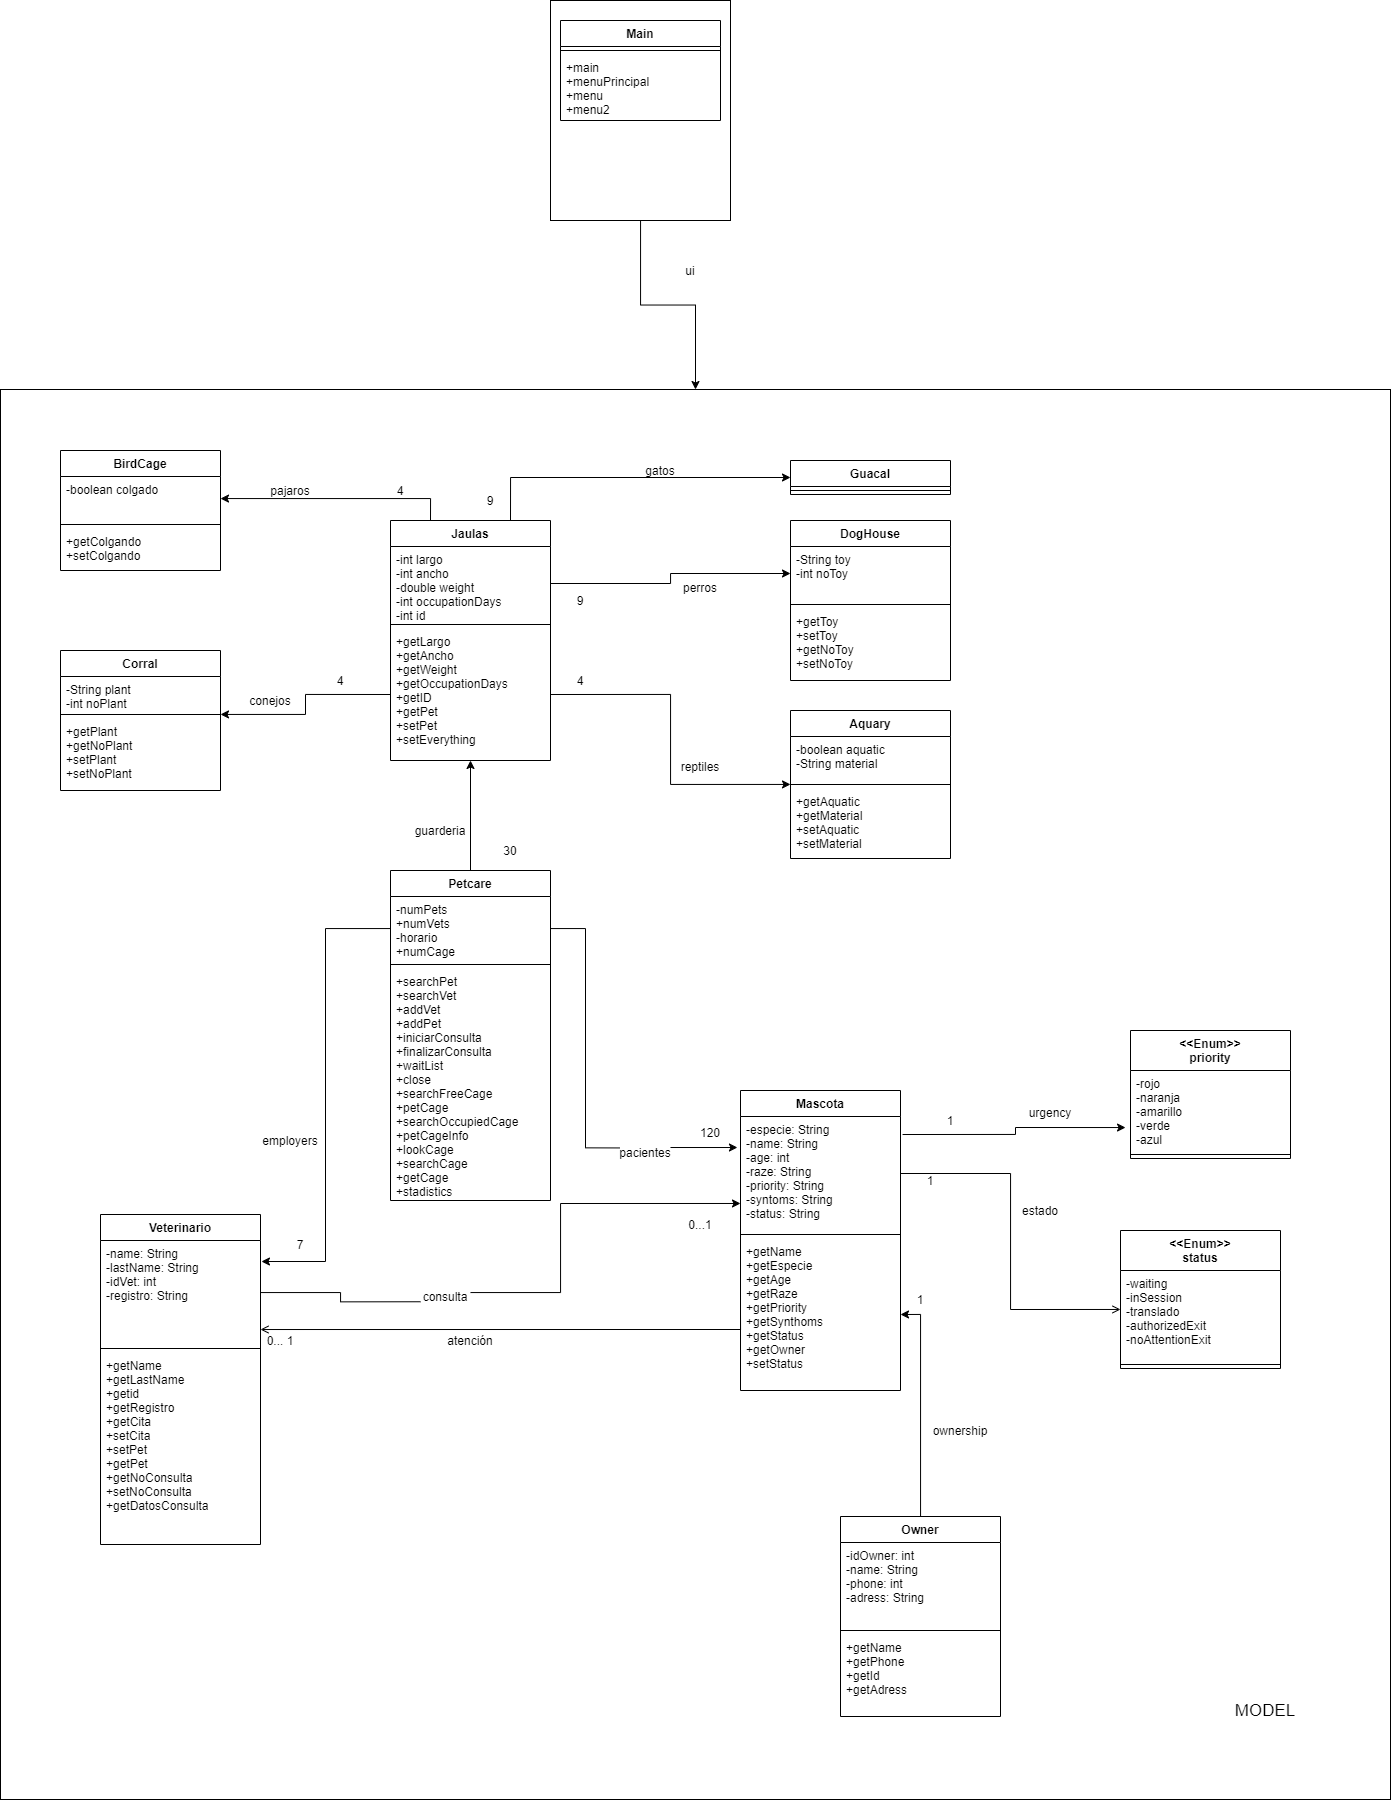 Main
+main
+menuPrincipal
+menu
+menu2
ui
BirdCage
-boolean colgado
+getColgando
+setColgando
pajaros
4
gatos
9
Guacal
Jaulas
-int largo
-int ancho
-double weight
-int occupationDays
-int id
+getLargo
+getAncho
+getWeight
+getOccupationDays
+getID
+getPet
+setPet
+setEverything
DogHouse
-String toy
-int noToy
+getToy
+setToy
+getNoToy
+setNoToy
perros
9
Corral
-String plant
-int noPlant
+getPlant
+getNoPlant
+setPlant
+setNoPlant
conejos
4
4
reptiles
Aquary
-boolean aquatic
-String material
+getAquatic
+getMaterial
+setAquatic
+setMaterial
guarderia
30
Petcare
-numPets
+numVets
-horario
+numCage
+searchPet
+searchVet
+addVet
+addPet
+iniciarConsulta
+finalizarConsulta
+waitList
+close
+searchFreeCage
+petCage
+searchOccupiedCage
+petCageInfo
+lookCage
+searchCage
+getCage
+stadistics
employers
7
pacientes
120
Mascota
-especie: String
-name: String
-age: int
-raze: String
-priority: String
-syntoms: String
-status: String
+getName
+getEspecie
+getAge
+getRaze
+getPriority
+getSynthoms
+getStatus
+getOwner
+setStatus
1
urgency
<<Enum>>
priority
-rojo
-naranja
-amarillo
-verde
-azul
1
estado
<<Enum>>
status
-waiting
-inSession
-translado
-authorizedExit
-noAttentionExit
Veterinario
-name: String
-lastName: String
-idVet: int
-registro: String
+getName
+getLastName
+getid
+getRegistro
+getCita
+setCita
+setPet
+getPet
+getNoConsulta
+setNoConsulta
+getDatosConsulta
0...1
consulta
0... 1
atención
1
ownership
Owner
-idOwner: int
-name: String
-phone: int
-adress: String
+getName
+getPhone
+getId
+getAdress
MODEL